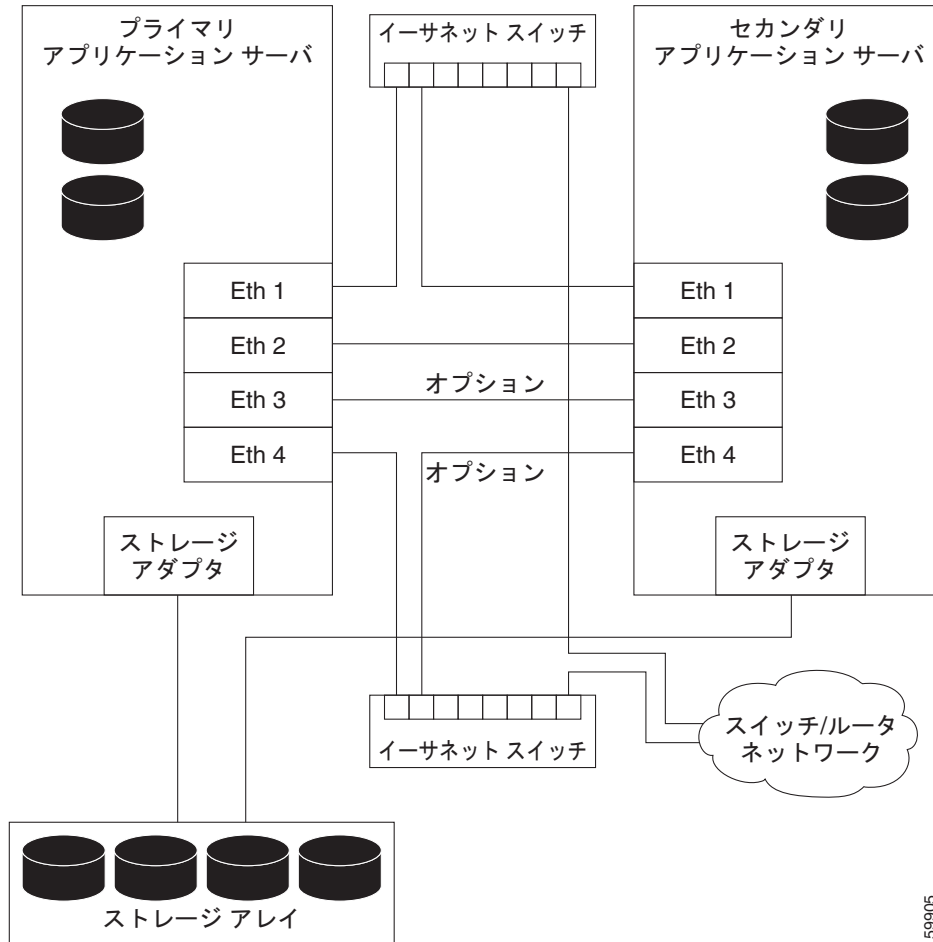 プライマリ
アプリケーション サーバ
イーサネット スイッチ
セカンダリ
アプリケーション サーバ
Eth 1
Eth 2
Eth 3
Eth 4
オプション
オプション
Eth 1
Eth 2
Eth 3
Eth 4
ストレージ
アダプタ
ストレージ
アダプタ
イーサネット スイッチ
スイッチ/ルータ
ネットワーク
ストレージ アレイ
59905